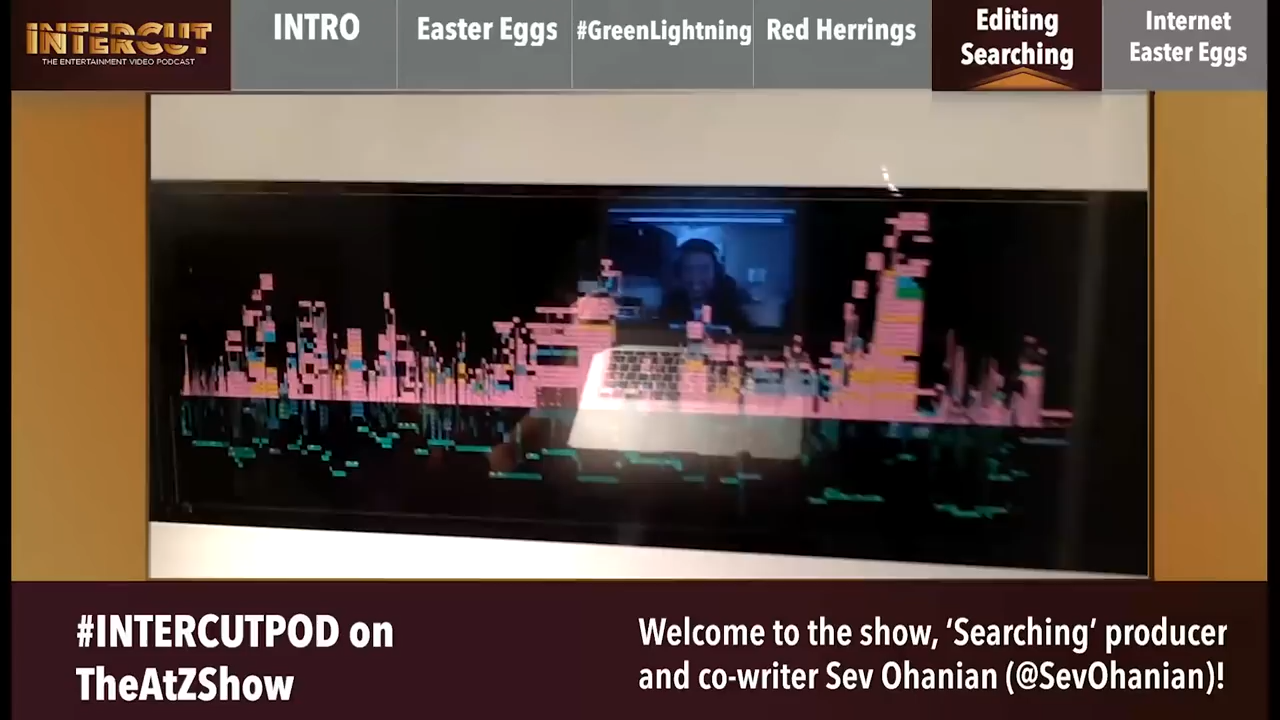 INTERCUT
THE ENTERTAINMENT VIDEO PODCAST
INTRO
Easter Eggs
#GreenLightning
Red Herrings
Editing
Searching
Internet
Easter Eggs
#INTERCUTPOD on
TheAtZShow
Welcome to the show, ‘Searching’ producer
and co-writer Sev Ohanian (@SevOhanian)!